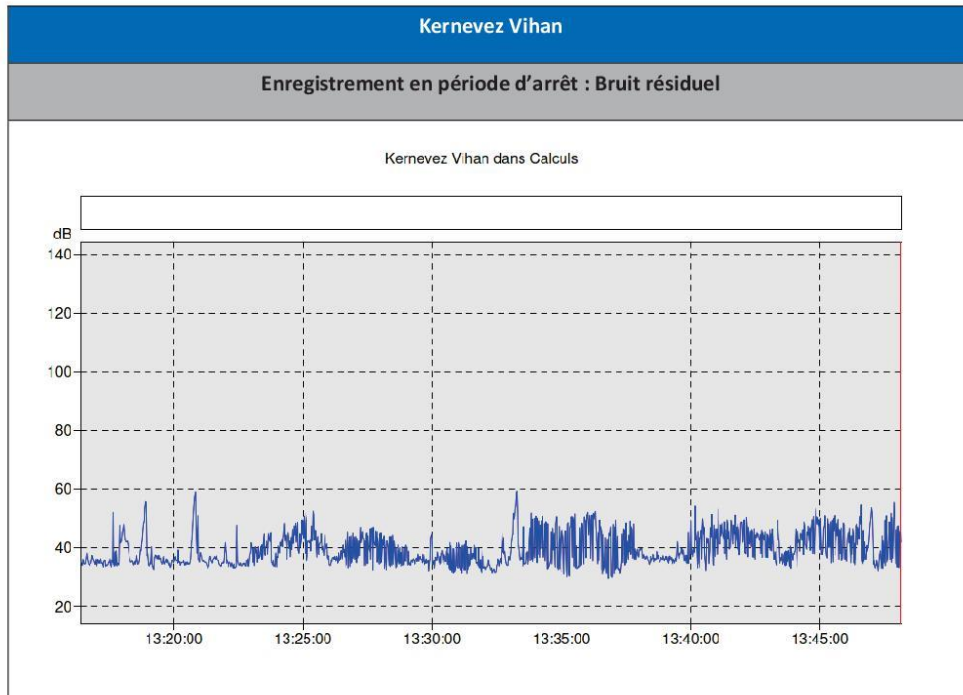 Kernevez Vihan
Enregistrement en période d’arrêt : Bruit résiduel
Kernevez Vihan dans Calculs
dB
140
120
100
80
60
40
20
13:20:00 13:25:00 13:30:00 13:35:00 13:40:00 13:45:00